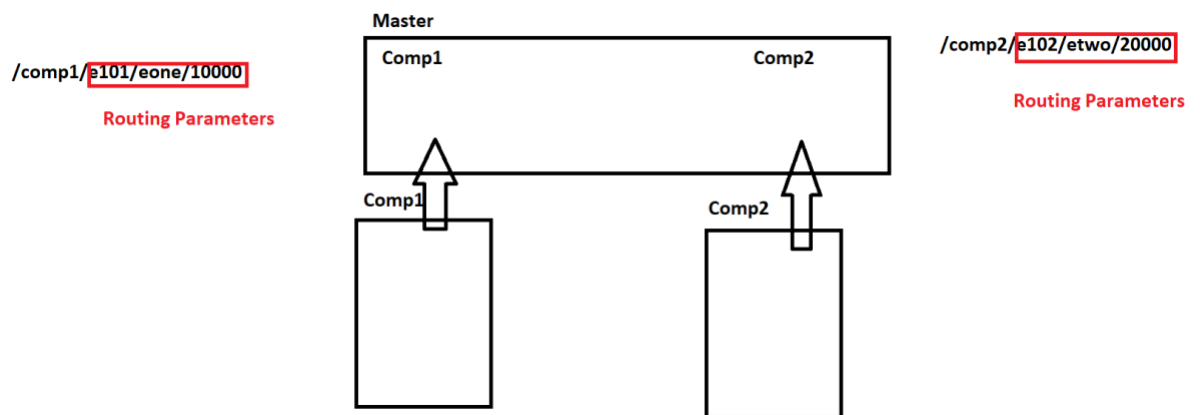 Master
/comp1/e101/eone/10000
Routing Parameters
Comp1
Comp2
/comp2/e102/etwo/20000
Routing Parameters
Comp1
Comp2